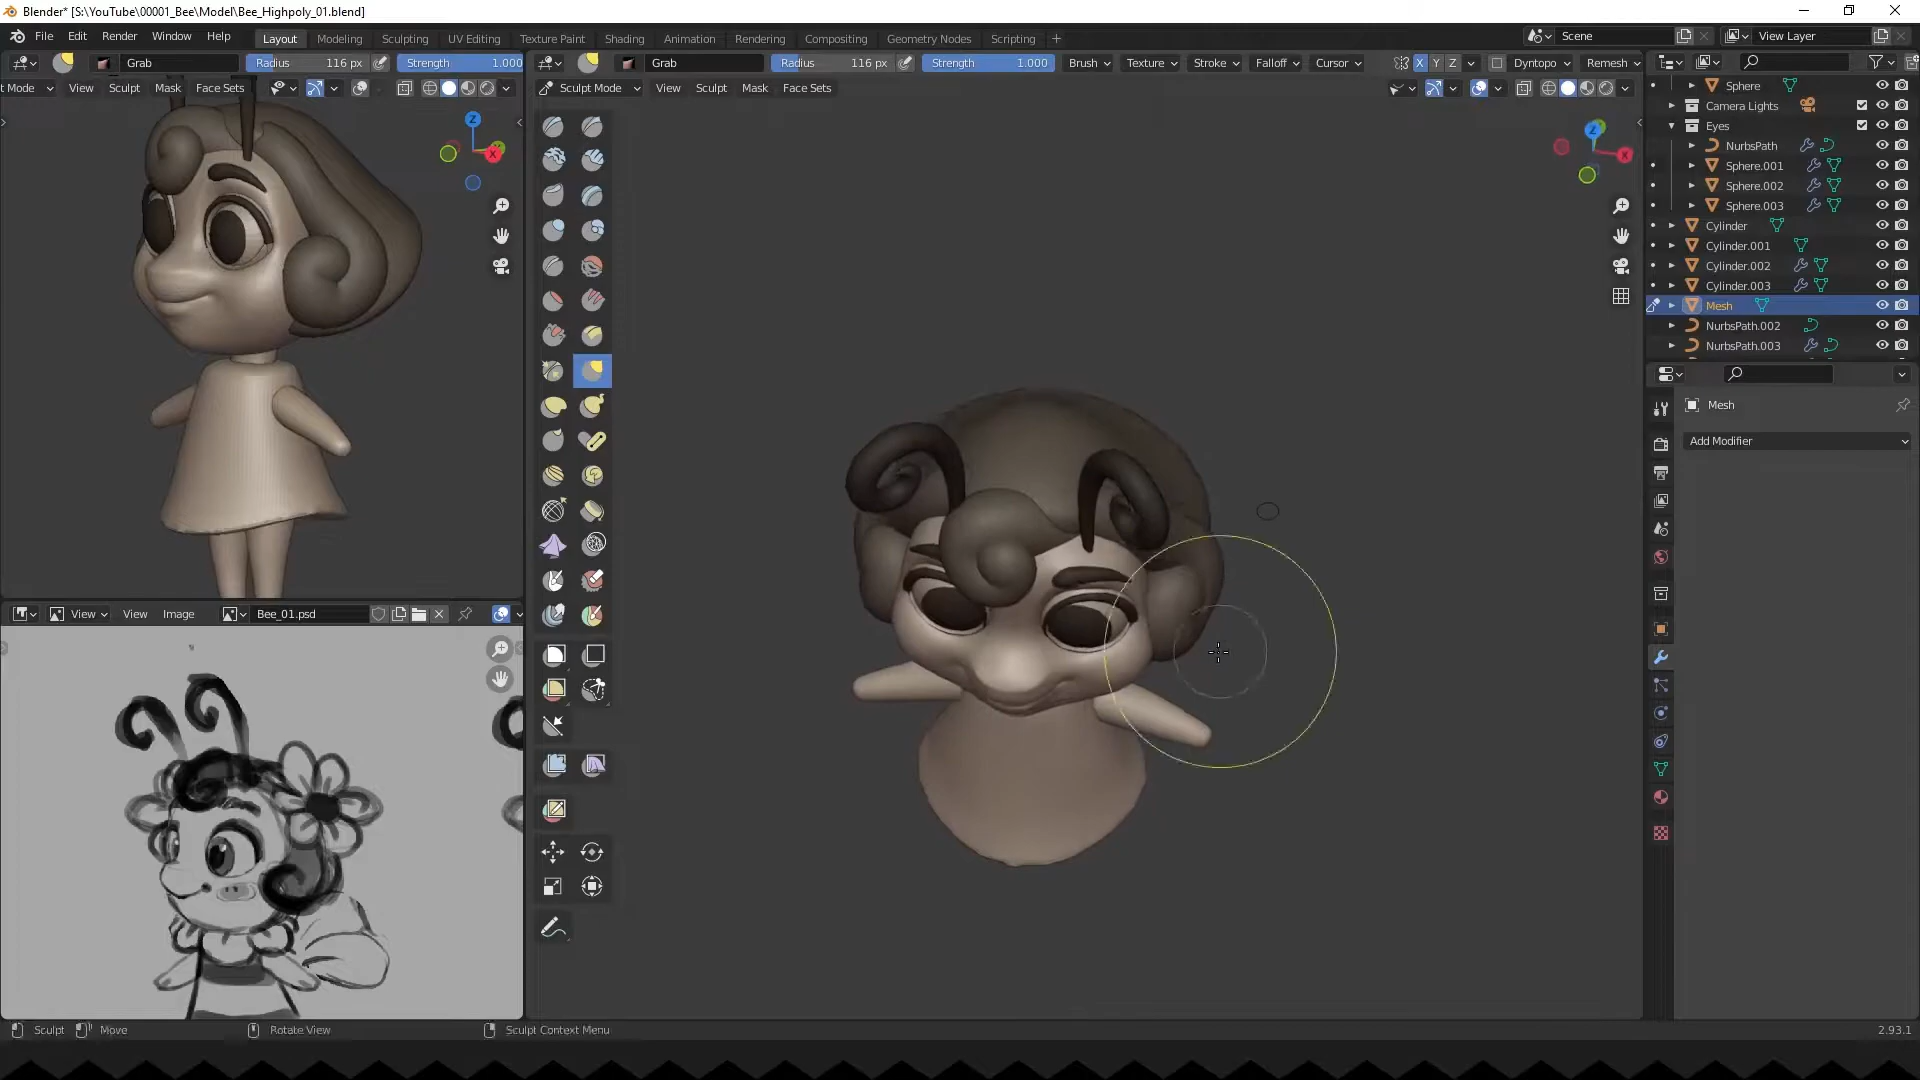 Blender* [S:\YouTube\00001_Bee\Model\Bee_Highpoly_01.blend]
File Edit Render Window Help Layout Modeling Sculpting UV Editing Texture Paint Shading Animation Rendering Compositing Geometry Nodes Scripting Scene View Layer
Grab Radius 116 px Strength 1.000 Grab Radius 116 px Strength 1.000 Brush Texture Stroke Falloff Cursor X Y Z Dyntopo Remesh
t Mode View Sculpt Mask Face Sets Sculpt Mode View Sculpt Mask Face Sets
Sphere
Camera Lights
Eyes
NurbsPath
Sphere.001
Sphere.002
Sphere.003
Cylinder
Cylinder.001
Cylinder.002
Cylinder.003
Mesh
NurbsPath.002
NurbsPath.003
Z X
Z X
Mesh
Add Modifier
View View Image Bee_01.psd
Sculpt Move Rotate View Sculpt Context Menu 2.93.1